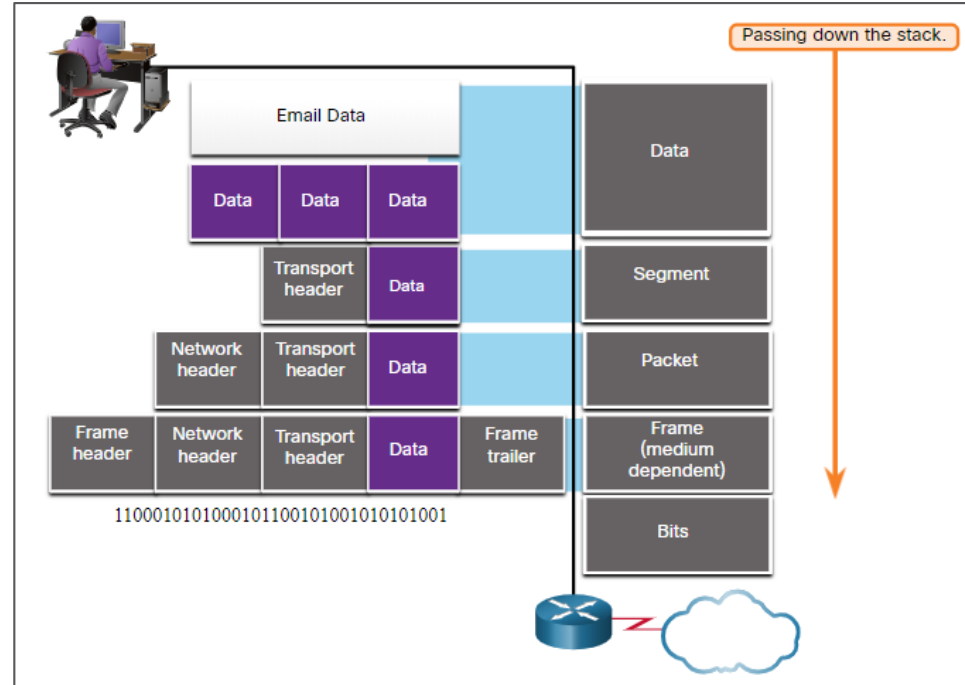 Passing down the stack.
Email Data
Data
Data
Data
Data
Transport
header
Data
Segment
Network
header
Transport
header
Data
Packet
Frame
header
Network
header
Transport
header
Data
Frame
trailer
Frame
(medium
dependent)
1100010101000101100101001010101001
Bits